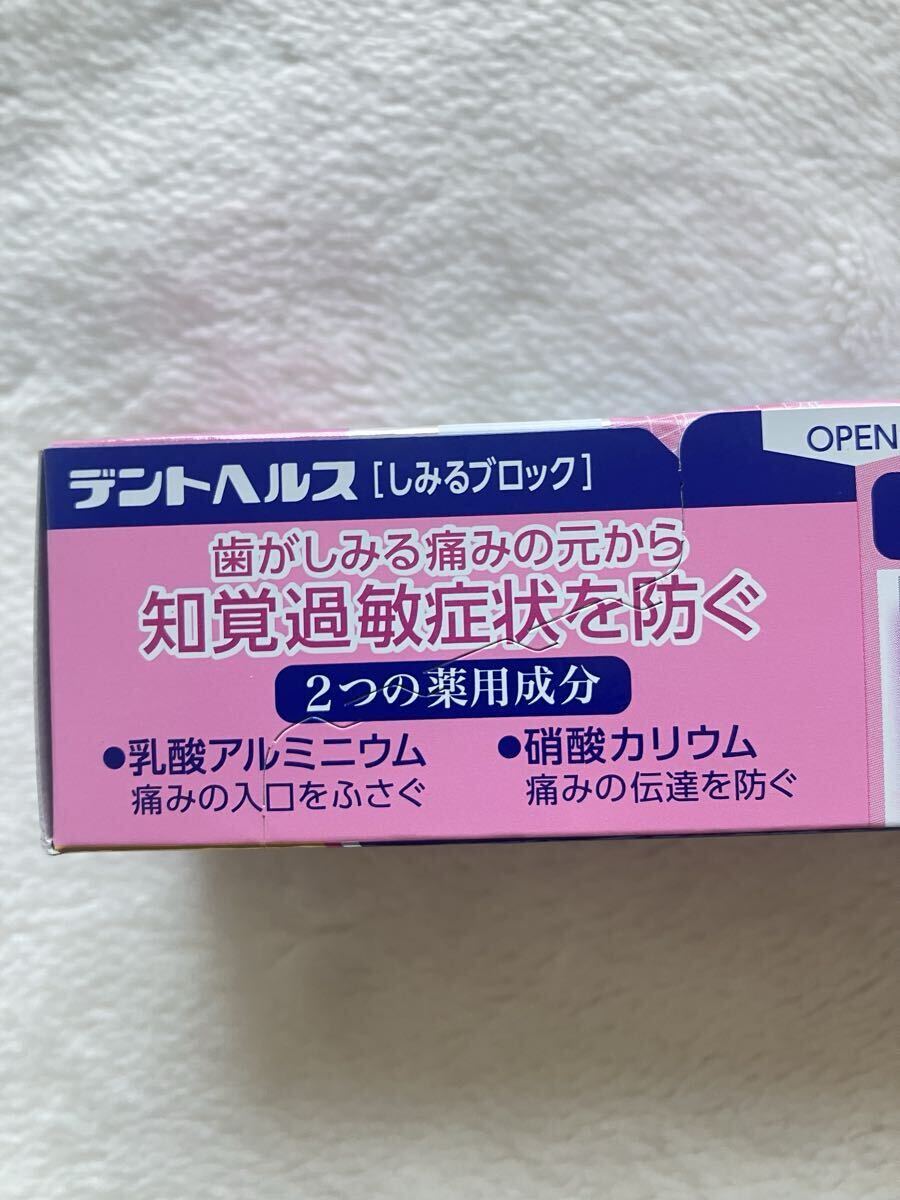 デントヘルス [しみるブロック]
OPEN
歯がしみる痛みの元から
知覚過敏症状を防ぐ
2つの薬用成分
●乳酸アルミニウム
痛みの入口をふさぐ
●硝酸カリウム
痛みの伝達を防ぐ